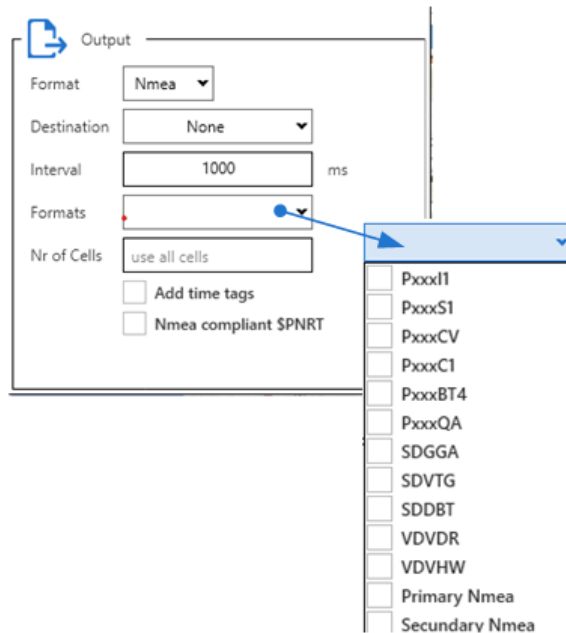 Output
Format Nmea
Destination None
Interval 1000 ms
Formats
Nr of Cells use all cells
Add time tags
Nmea compliant $PNRT
PxxxI1
PxxxS1
PxxxCV
PxxxC1
PxxxBT4
PxxxQA
SDGGA
SDVTG
SDDBT
VDVDR
VDVHW
Primary Nmea
Secundary Nmea